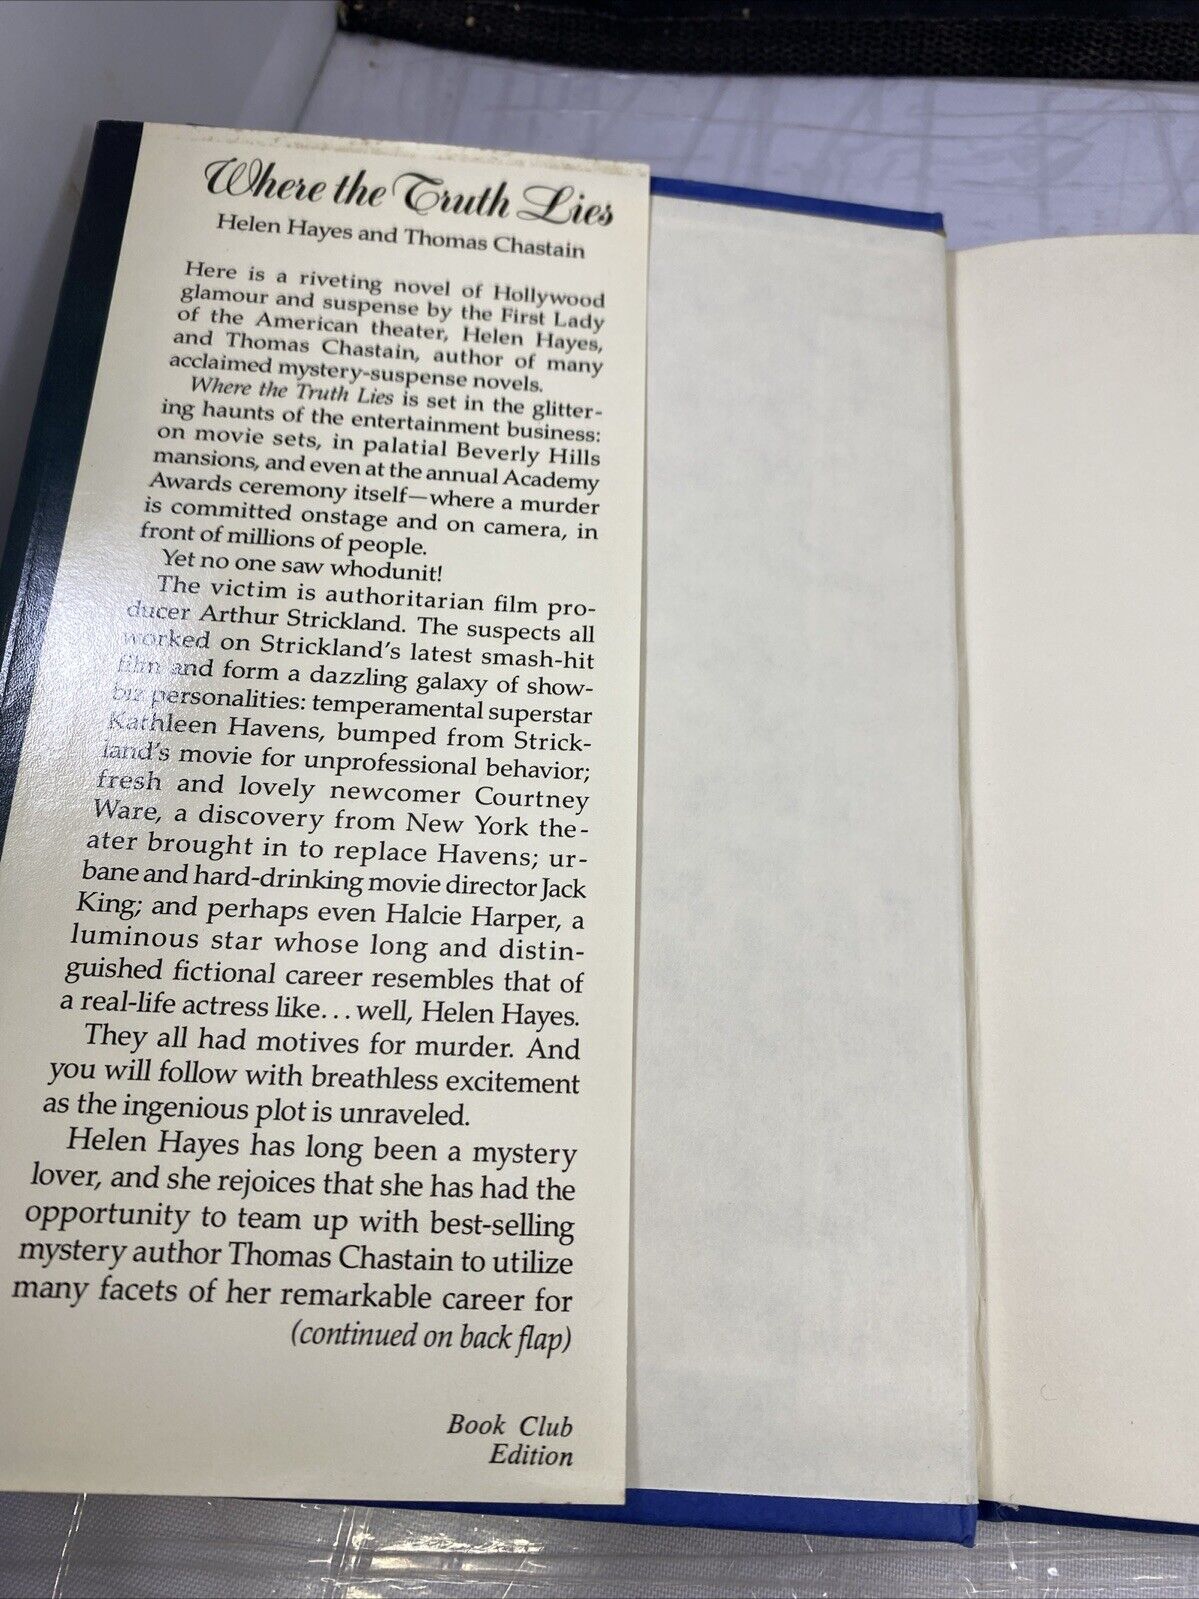 Where the Truth Lies
Helen Hayes and Thomas Chastain
Here is a riveting novel of Hollywood
glamour and suspense by the First Lady
of the American theater, Helen Hayes,
and Thomas Chastain, author of many
acclaimed mystery-suspense novels.
Where the Truth Lies is set in the glitter-
ing haunts of the entertainment business:
on movie sets, in palatial Beverly Hills
mansions, and even at the annual Academy
Awards ceremony itself—where a murder
is committed onstage and on camera, in
front of millions of people.
Yet no one saw whodunit!
The victim is authoritarian film pro-
ducer Arthur Strickland. The suspects all
worked on Strickland's latest smash-hit
film and form a dazzling galaxy of show-
biz personalities: temperamental superstar
Kathleen Havens, bumped from Strick-
land's movie for unprofessional behavior;
fresh and lovely newcomer Courtney
Ware, a discovery from New York the-
ater brought in to replace Havens; ur-
bane and hard-drinking movie director Jack
King; and perhaps even Halcie Harper, a
luminous star whose long and distin-
guished fictional career resembles that of
a real-life actress like... well, Helen Hayes.
They all had motives for murder. And
you will follow with breathless excitement
as the ingenious plot is unraveled.
Helen Hayes has long been a mystery
lover, and she rejoices that she has had the
opportunity to team up with best-selling
mystery author Thomas Chastain to utilize
many facets of her remarkable career for
(continued on back flap)
Book Club
Edition